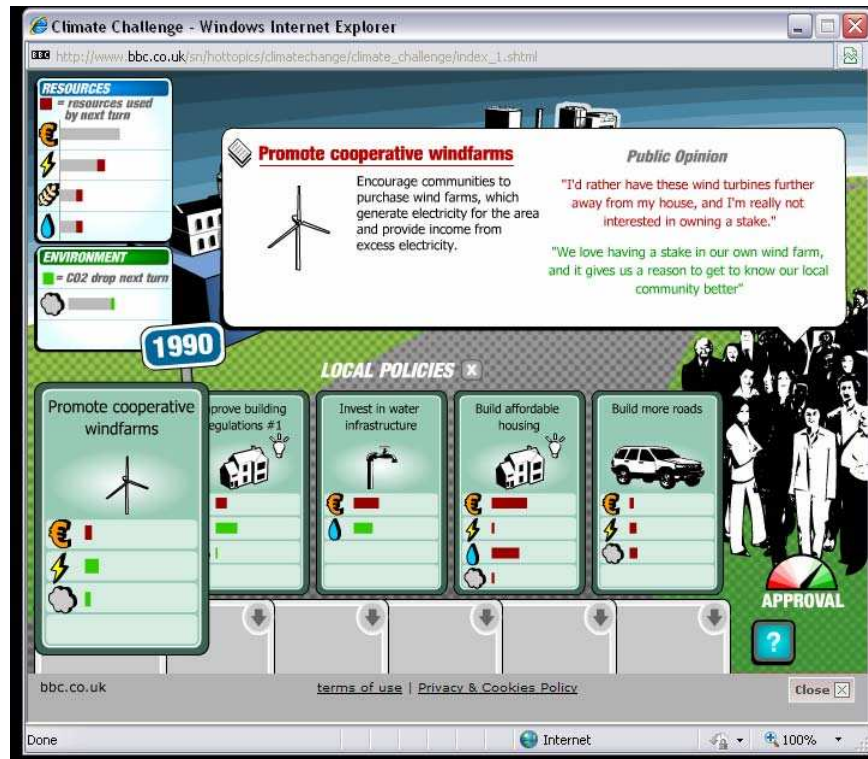 Climate Challenge - Windows Internet Explorer
BBC http://www.bbc.co.uk/sn/hottopics/climatechange/climate_challenge/index_1.shtml
RESOURCES
= resources used
by next turn
ENVIRONMENT
= CO2 drop next turn
Promote cooperative windfarms
Encourage communities to
purchase wind farms, which
generate electricity for the area
and provide income from
excess electricity.
Public Opinion
"I'd rather have these wind turbines further
away from my house, and I'm really not
interested in owning a stake."
"We love having a stake in our own wind farm,
and it gives us a reason to get to know our local
community better"
1990
LOCAL POLICIES X
Promote cooperative
windfarms
prove building
egulations #1
Invest in water
infrastructure
Build affordable
housing
Build more roads
APPROVAL
?
bbc.co.uk
terms of use | Privacy & Cookies Policy
Close
Done
Internet
100%